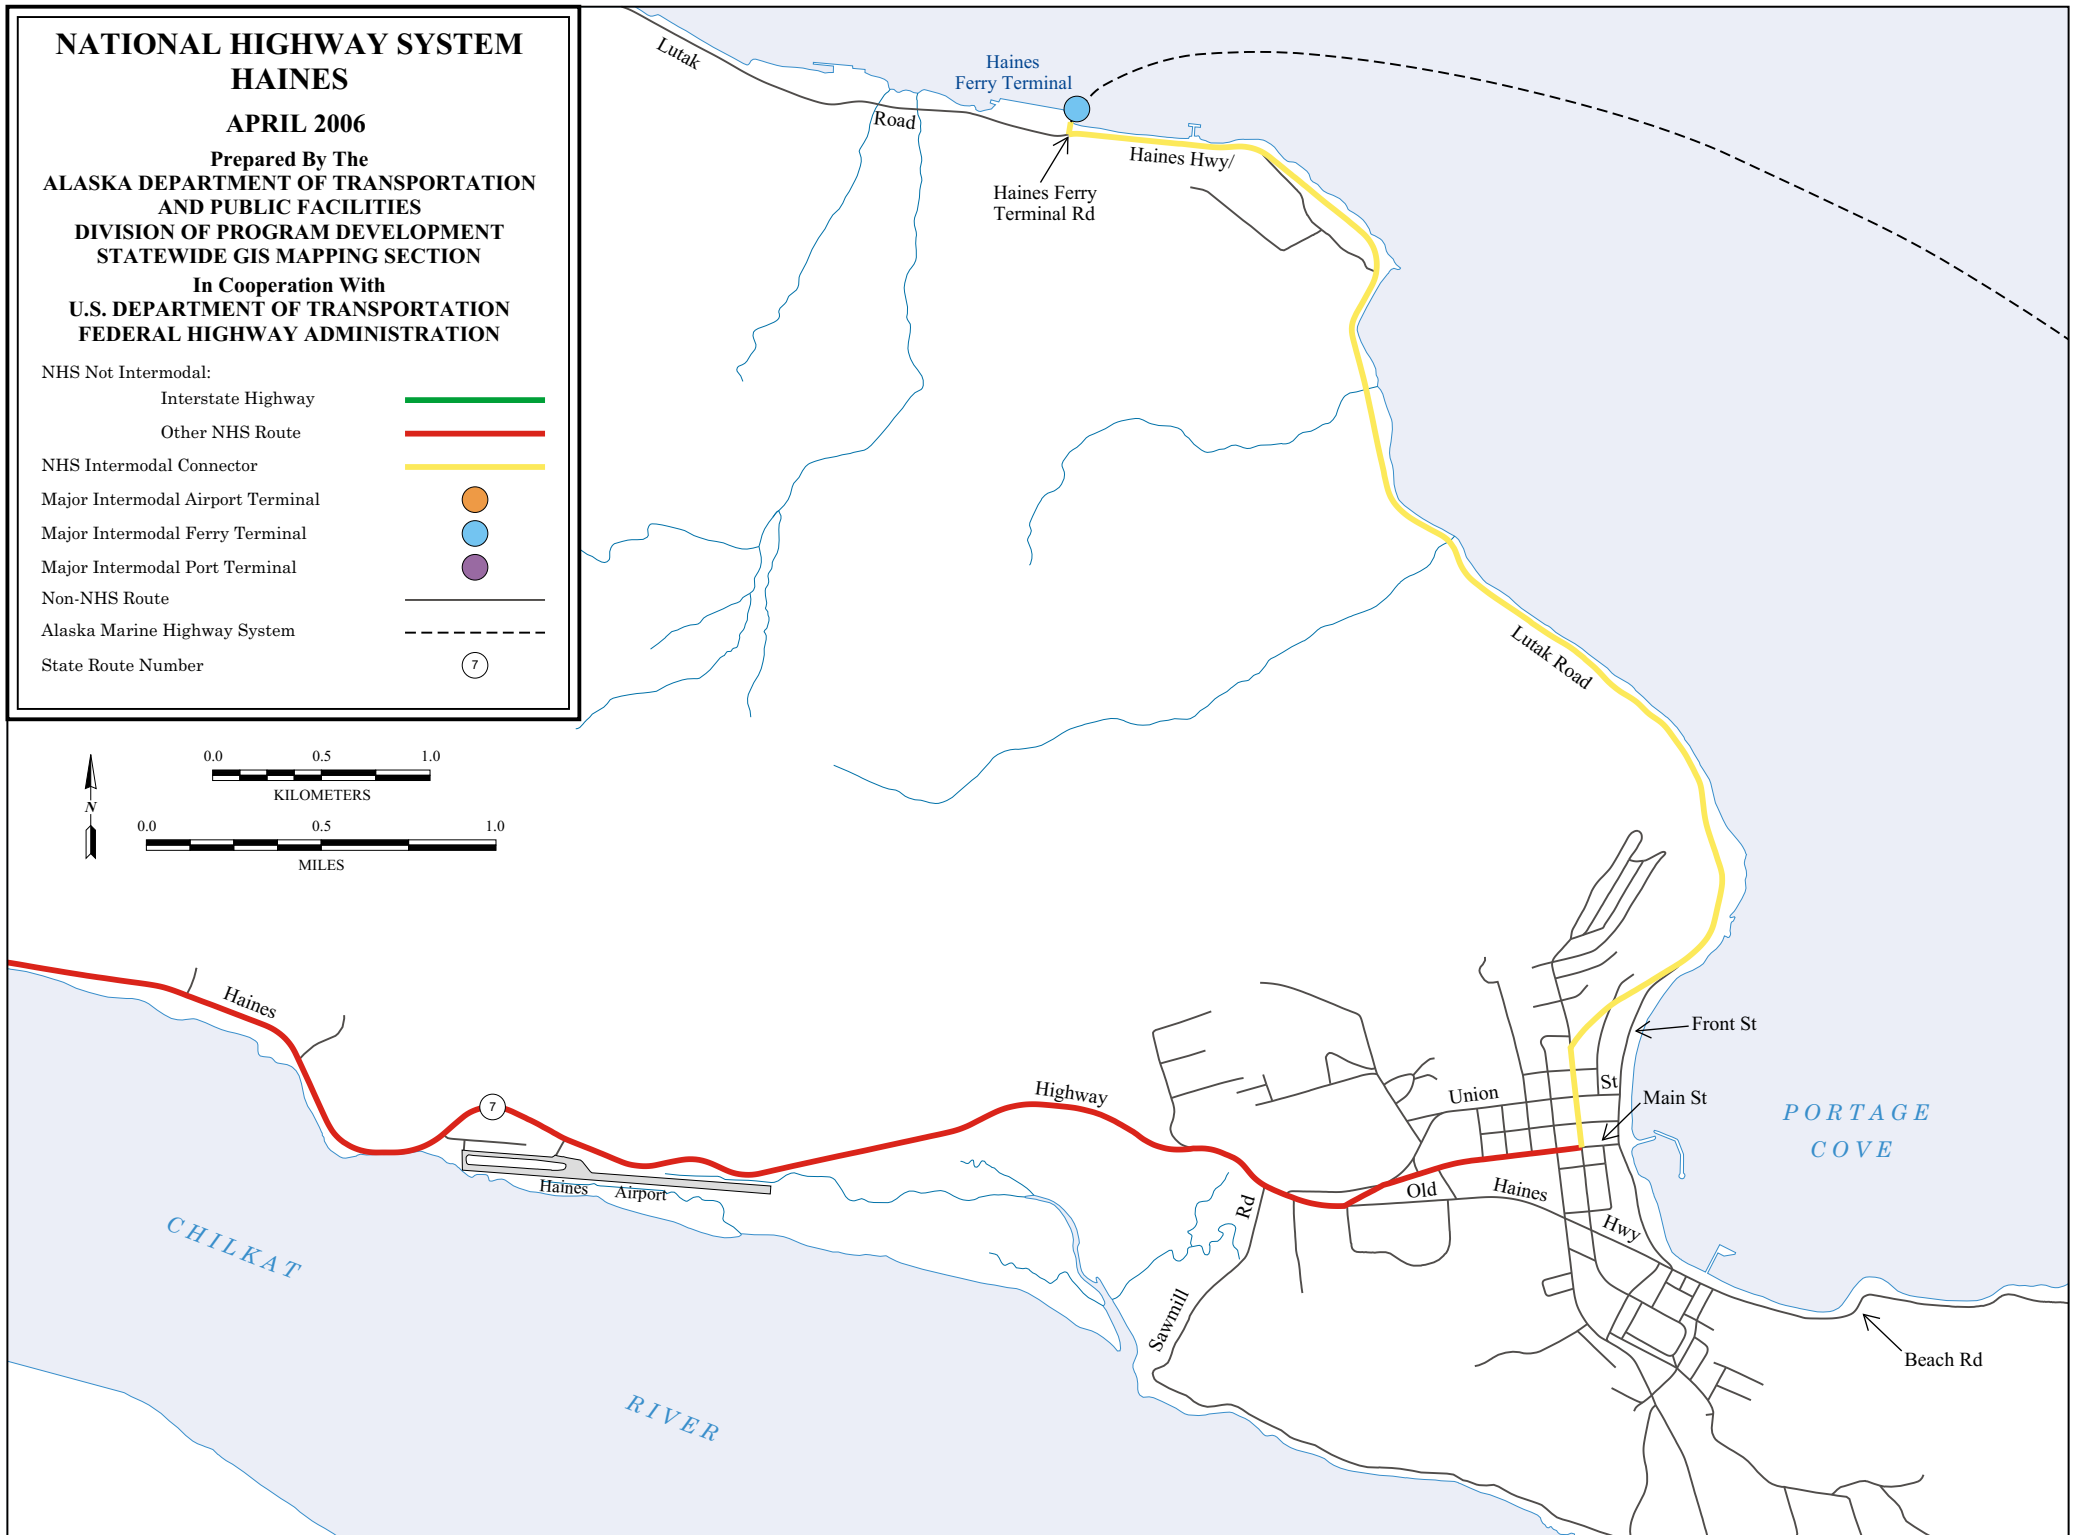 NATIONAL HIGHWAY SYSTEM
HAINES
APRIL 2006
Prepared By The
ALASKA DEPARTMENT OF TRANSPORTATION
AND PUBLIC FACILITIES
DIVISION OF PROGRAM DEVELOPMENT
STATEWIDE GIS MAPPING SECTION
In Cooperation With
U.S. DEPARTMENT OF TRANSPORTATION
FEDERAL HIGHWAY ADMINISTRATION
NHS Not Intermodal:
Interstate Highway
Other NHS Route
NHS Intermodal Connector
Major Intermodal Airport Terminal
Major Intermodal Ferry Terminal
Major Intermodal Port Terminal
Non-NHS Route
Alaska Marine Highway System
State Route Number 7
0.0 0.5 1.0
KILOMETERS
N
0.0 0.5 1.0
MILES
Lutak
Road
Haines
Ferry Terminal
Haines Hwy/
Haines Ferry
Terminal Rd
Lutak Road
Haines
7
Highway
Haines Airport
Union
St
Front St
Main St
PORTAGE
COVE
Old
Haines
Hwy
Rd
Sawmill
Beach Rd
CHILKAT
RIVER